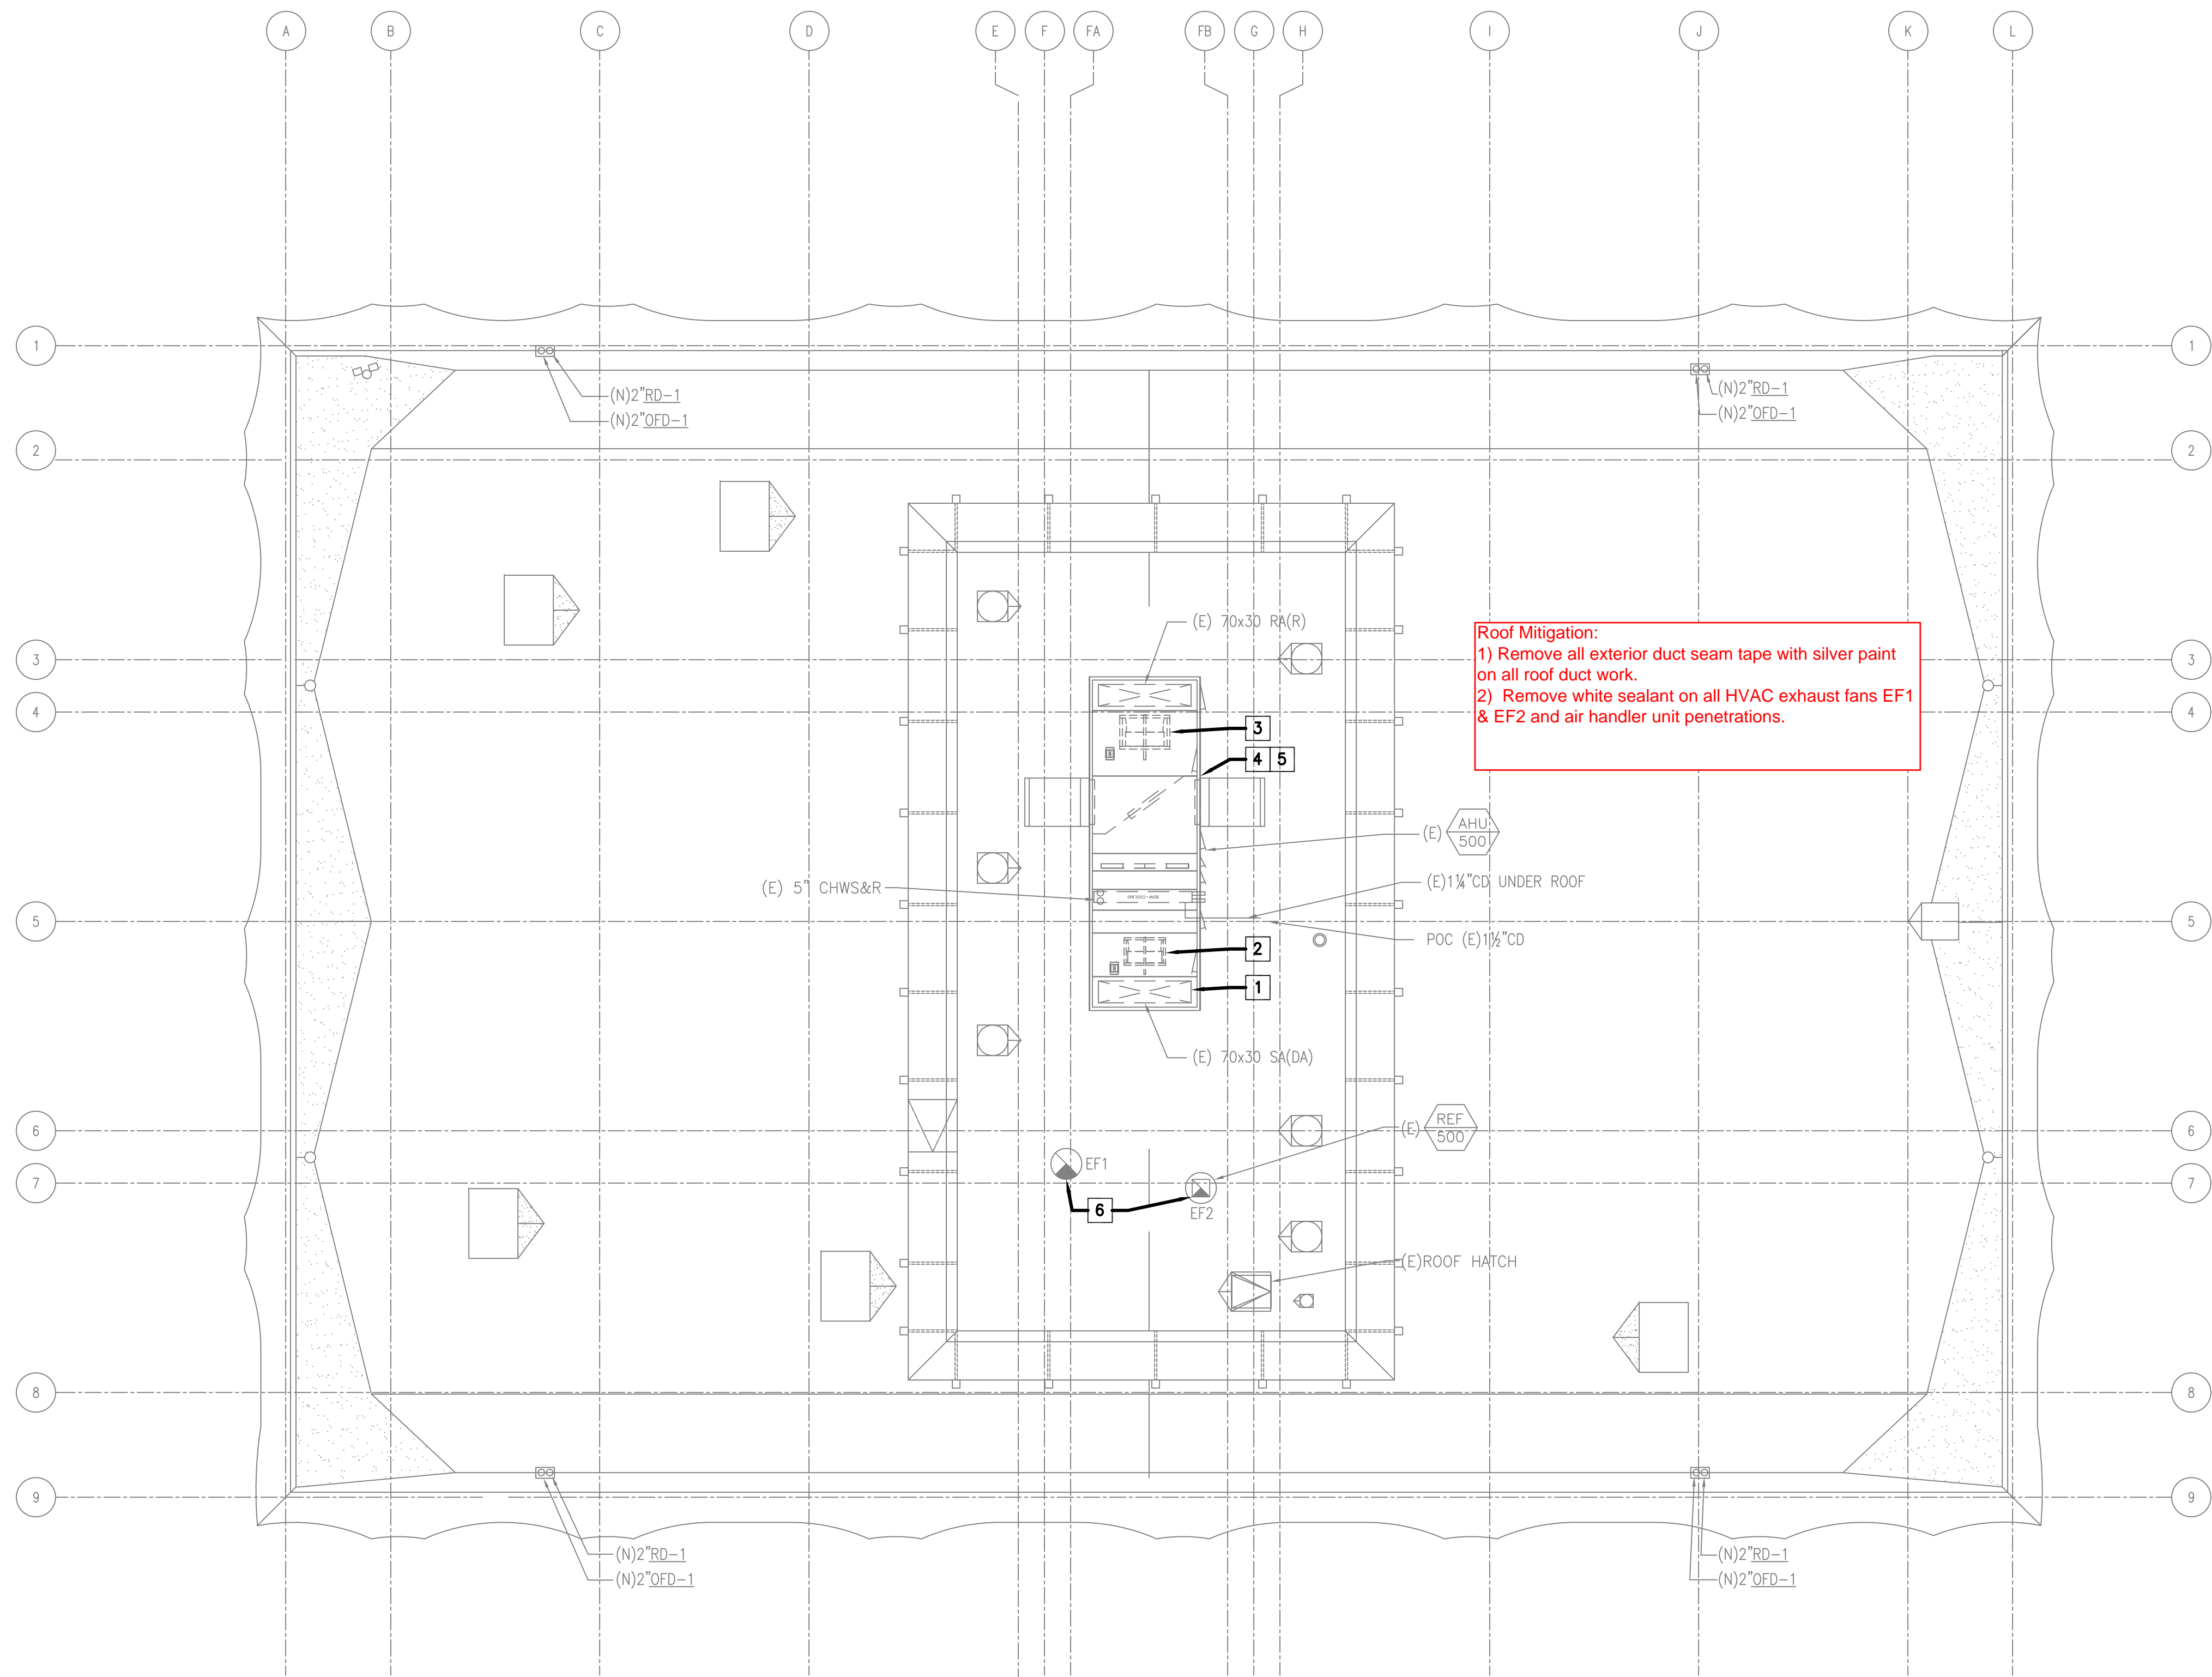 A B C D E F FA FB G H I J K L
1 1
(N)2"RD-1
(N)2"OFD-1
(N)2"RD-1
(N)2"OFD-1
2 2
(E) 70x30 RA(R)
Roof Mitigation:
1) Remove all exterior duct seam tape with silver paint
on all roof duct work.
2) Remove white sealant on all HVAC exhaust fans EF1
& EF2 and air handler unit penetrations.
3 3
4 4
3
4 5
(E) AHU
500
(E) 5" CHWS&R
(E)1¼"CD UNDER ROOF
5 5
POC (E)1½"CD
2
1
(E) 70x30 SA(DA)
(E) REF
500
6 6
EF1
7 7
6
EF2
(E)ROOF HATCH
8 8
9 9
(N)2"RD-1
(N)2"OFD-1
(N)2"RD-1
(N)2"OFD-1